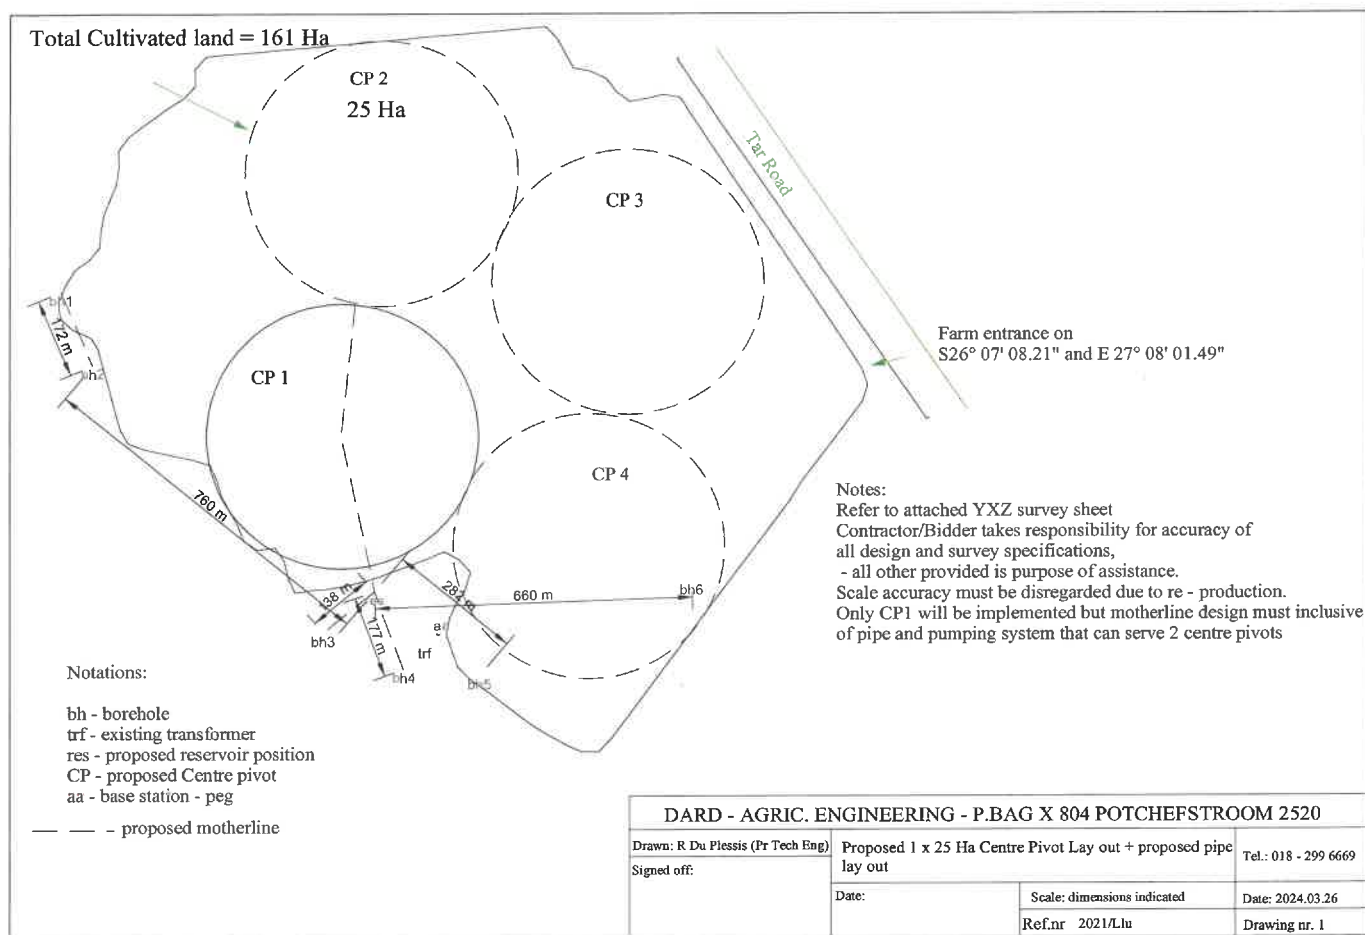 Total Cultivated land = 161 Ha
CP 2
25 Ha
Tar Road
CP 3
bh1
172 m
bh2
CP 1
Farm entrance on
S26° 07' 08.21" and E 27° 08' 01.49"
CP 4
760 m
Notes:
Refer to attached YXZ survey sheet
Contractor/Bidder takes responsibility for accuracy of
all design and survey specifications,
- all other provided is purpose of assistance.
Scale accuracy must be disregarded due to re - production.
Only CP1 will be implemented but motherline design must inclusive
of pipe and pumping system that can serve 2 centre pivots
138 m
660 m
bh6
bh3
177 m
trf
bh4
bh5
Notations:
bh - borehole
trf - existing transformer
res - proposed reservoir position
CP - proposed Centre pivot
aa - base station - peg
- proposed motherline
DARD - AGRIC. ENGINEERING - P.BAG X 804 POTCHEFSTROOM 2520
Drawn: R Du Plessis (Pr Tech Eng)
Signed off:
Proposed 1 x 25 Ha Centre Pivot Lay out + proposed pipe
lay out
Tel.: 018 - 299 6669
Date:
Scale: dimensions indicated
Date: 2024.03.26
Ref.nr 2021/Llu
Drawing nr. 1